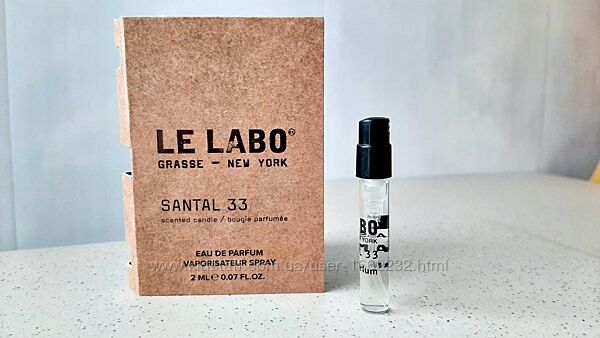 LE LABO®
GRASSE – NEW YORK
SANTAL 33
scented candle / bougie parfumée
EAU DE PARFUM
VAPORISATEUR SPRAY
2 ML ℮ 0.07 FL.OZ.
BO
YORK
33